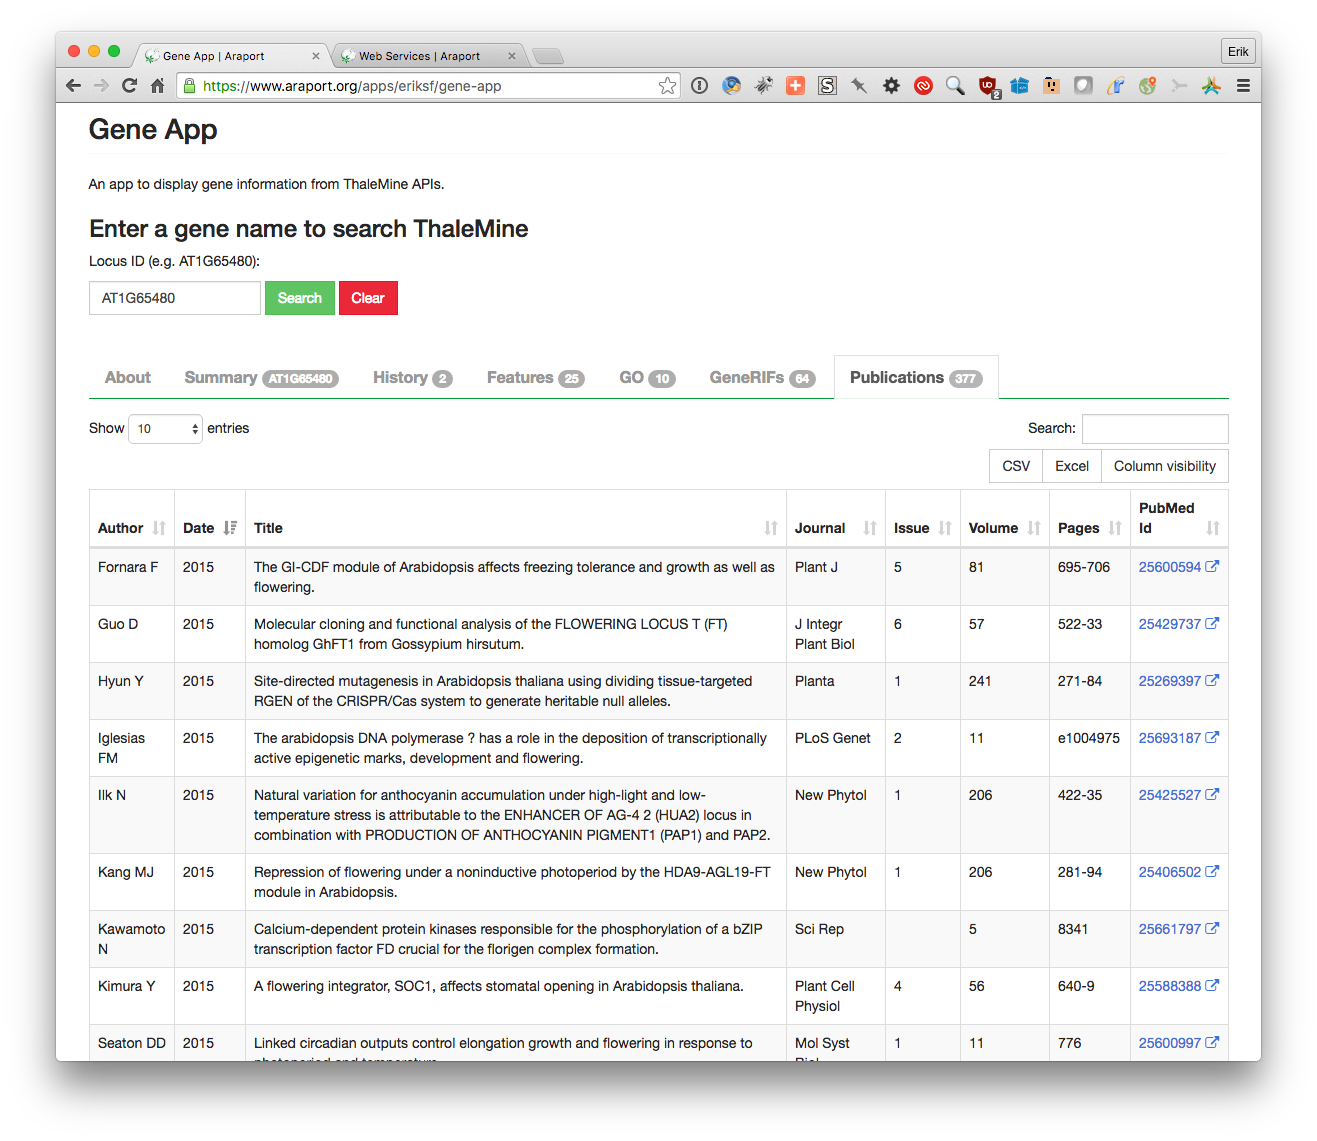 Gene App | Araport
Web Services | Araport
Erik
https://www.araport.org/apps/eriksf/gene-app
Gene App
An app to display gene information from ThaleMine APIs.
Enter a gene name to search ThaleMine
Locus ID (e.g. AT1G65480):
AT1G65480 Search Clear
About Summary AT1G65480 History 2 Features 25 GO 10 GeneRIFs 64 Publications 377
Show 10 entries Search:
CSV Excel Column visibility
Author Date Title Journal Issue Volume Pages PubMed Id
Fornara F 2015 The GI-CDF module of Arabidopsis affects freezing tolerance and growth as well as Plant J 5 81 695-706 25600594
flowering.
Guo D 2015 Molecular cloning and functional analysis of the FLOWERING LOCUS T (FT) J Integr 6 57 522-33 25429737
homolog GhFT1 from Gossypium hirsutum. Plant Biol
Hyun Y 2015 Site-directed mutagenesis in Arabidopsis thaliana using dividing tissue-targeted Planta 1 241 271-84 25269397
RGEN of the CRISPR/Cas system to generate heritable null alleles.
Iglesias 2015 The arabidopsis DNA polymerase ? has a role in the deposition of transcriptionally PLoS Genet 2 11 e1004975 25693187
FM active epigenetic marks, development and flowering.
Ilk N 2015 Natural variation for anthocyanin accumulation under high-light and low- New Phytol 1 206 422-35 25425527
temperature stress is attributable to the ENHANCER OF AG-4 2 (HUA2) locus in
combination with PRODUCTION OF ANTHOCYANIN PIGMENT1 (PAP1) and PAP2.
Kang MJ 2015 Repression of flowering under a noninductive photoperiod by the HDA9-AGL19-FT New Phytol 1 206 281-94 25406502
module in Arabidopsis.
Kawamoto 2015 Calcium-dependent protein kinases responsible for the phosphorylation of a bZIP Sci Rep 5 8341 25661797
N transcription factor FD crucial for the florigen complex formation.
Kimura Y 2015 A flowering integrator, SOC1, affects stomatal opening in Arabidopsis thaliana. Plant Cell 4 56 640-9 25588388
Physiol
Seaton DD 2015 Linked circadian outputs control elongation growth and flowering in response to Mol Syst 1 11 776 25600997